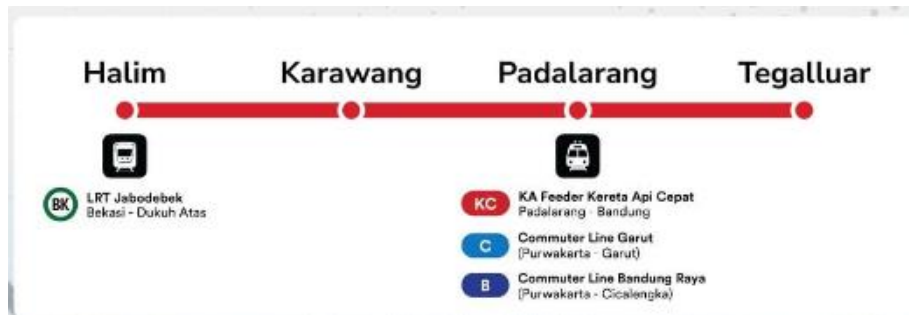 Halim Karawang Padalarang Tegalluar
BK LRT Jabodebek
Bekasi - Dukuh Atas
KC KA Feeder Kereta Api Cepat
Padalarang - Bandung
C Commuter Line Garut
(Purwakarta - Garut)
B Commuter Line Bandung Raya
(Purwakarta - Cicalengka)